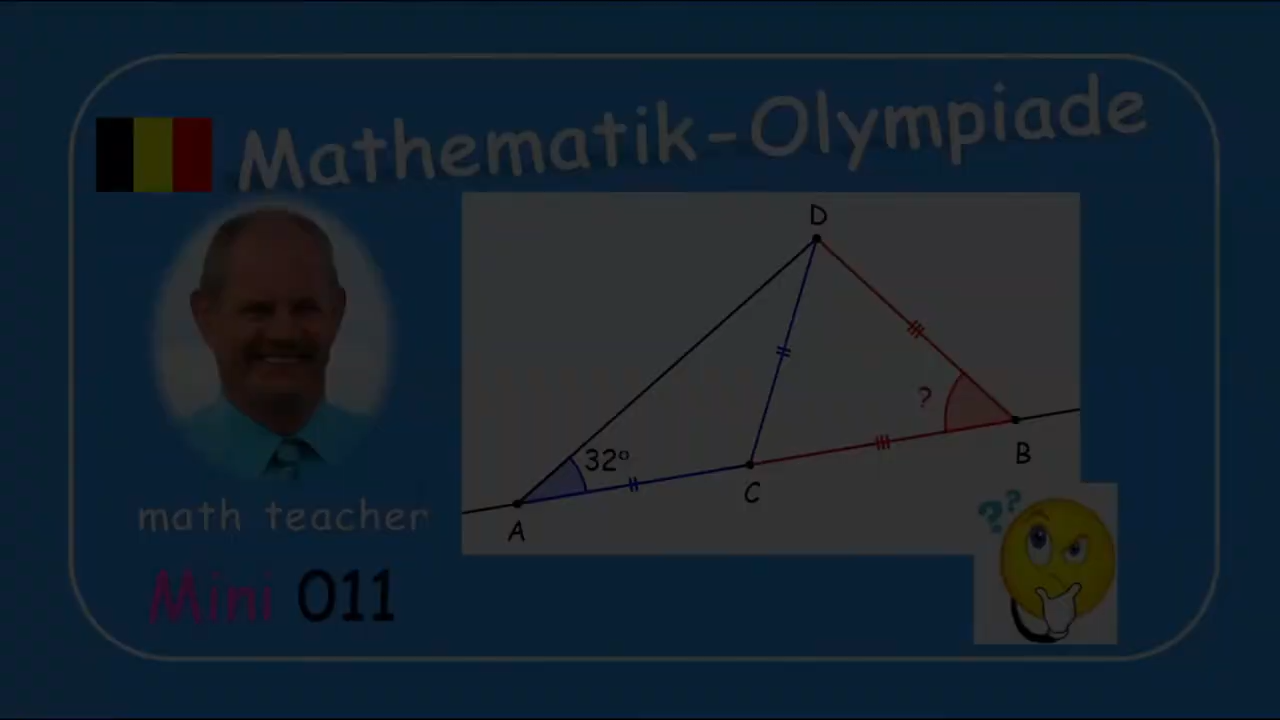 Mathematik-Olympiade
D
?
32°
B
C
A
??
math teacher
Mini 011